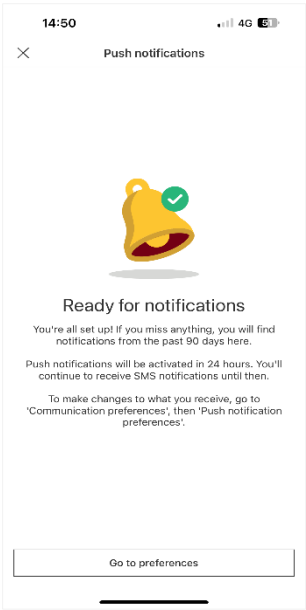 14:50
4G 51
Push notifications
Ready for notifications
You're all set up! If you miss anything, you will find
notifications from the past 90 days here.
Push notifications will be activated in 24 hours. You'll
continue to receive SMS notifications until then.
To make changes to what you receive, go to
'Communication preferences', then 'Push notification
preferences'.
Go to preferences